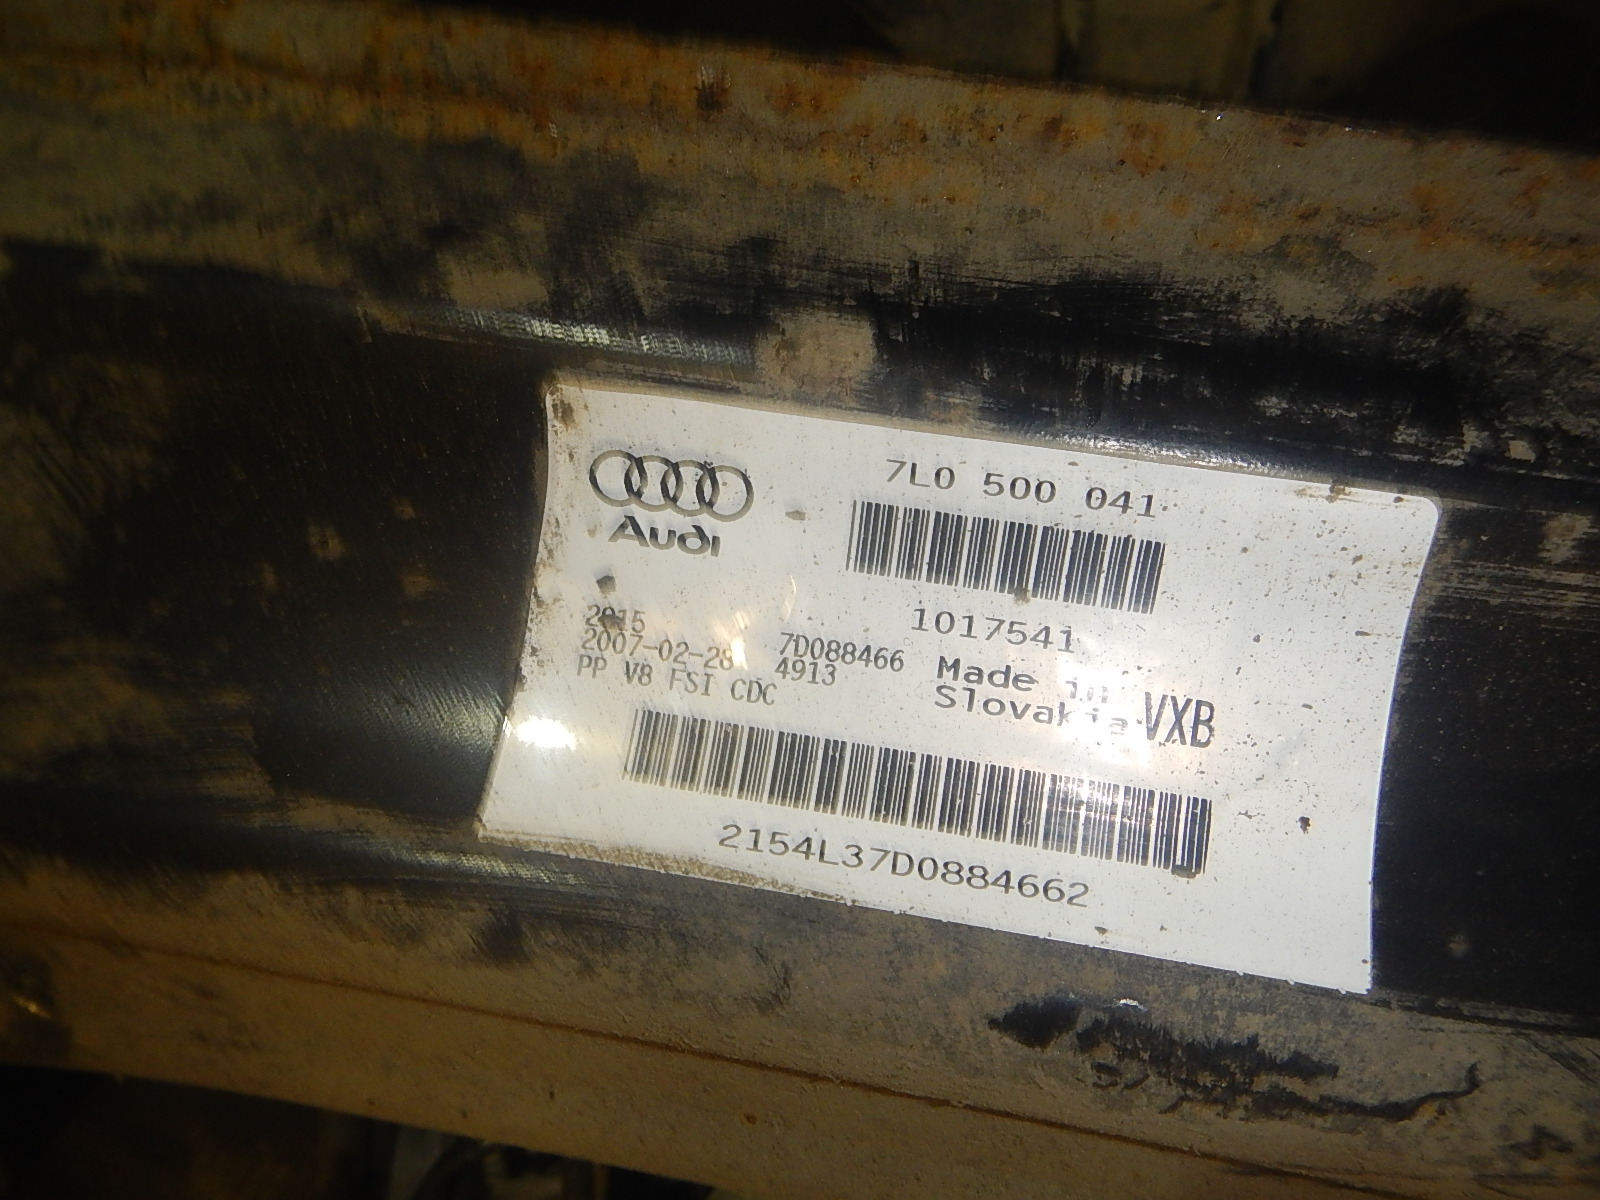 Audi
7L0 500 041
1017541
2007-02-28 7D088466
PP V8 FSI CDC 4913
Made in
Slovakia VXB
2154L37D0884662